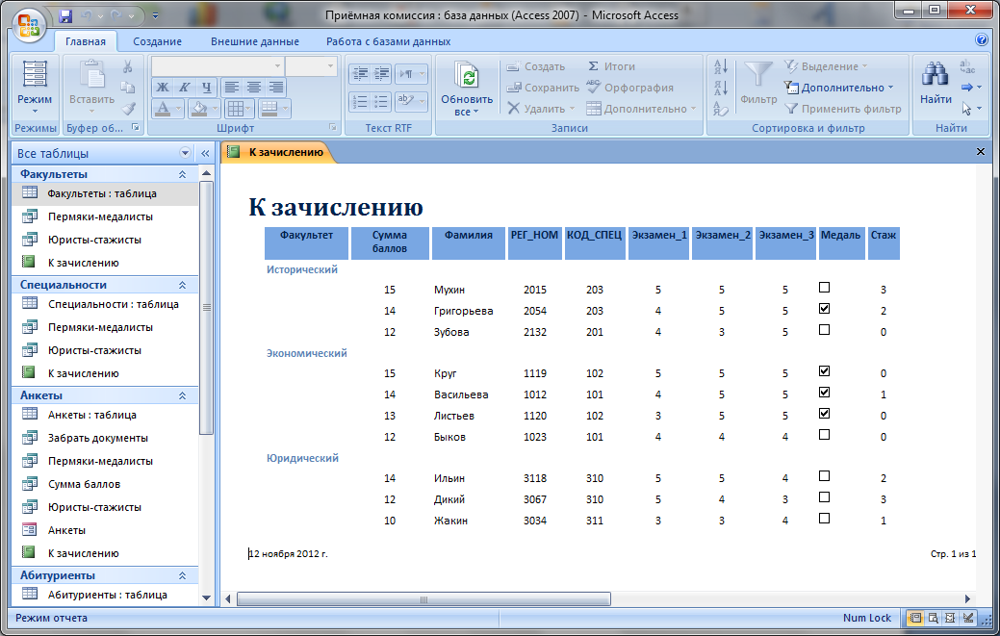 Приёмная комиссия : база данных (Access 2007) - Microsoft Access
Главная Создание Внешние данные Работа с базами данных
Режим
Режимы
Вставить
Буфер об...
Ж К Ч
Шрифт
Текст RTF
Обновить все
Создать
Сохранить
Удалить
Итоги
Орфография
Дополнительно
Записи
Фильтр
Выделение
Дополнительно
Применить фильтр
Сортировка и фильтр
Найти
Найти
Все таблицы
Факультеты
Факультеты : таблица
Пермяки-медалисты
Юристы-стажисты
К зачислению
Специальности
Специальности : таблица
Пермяки-медалисты
Юристы-стажисты
К зачислению
Анкеты
Анкеты : таблица
Забрать документы
Пермяки-медалисты
Сумма баллов
Юристы-стажисты
Анкеты
К зачислению
Абитуриенты
Абитуриенты : таблица
К зачислению
К зачислению
Факультет Сумма баллов Фамилия РЕГ_НОМ КОД_СПЕЦ Экзамен_1 Экзамен_2 Экзамен_3 Медаль Стаж
Исторический
15 Мухин 2015 203 5 5 5 3
14 Григорьева 2054 203 4 5 5 2
12 Зубова 2132 201 4 3 5 0
Экономический
15 Круг 1119 102 5 5 5 0
14 Васильева 1012 101 4 5 5 1
13 Листьев 1120 102 3 5 5 0
12 Быков 1023 101 4 4 4 0
Юридический
14 Ильин 3118 310 5 5 4 2
12 Дикий 3067 310 5 4 3 3
10 Жакин 3034 311 3 3 4 1
12 ноября 2012 г. Стр. 1 из 1
Режим отчета Num Lock